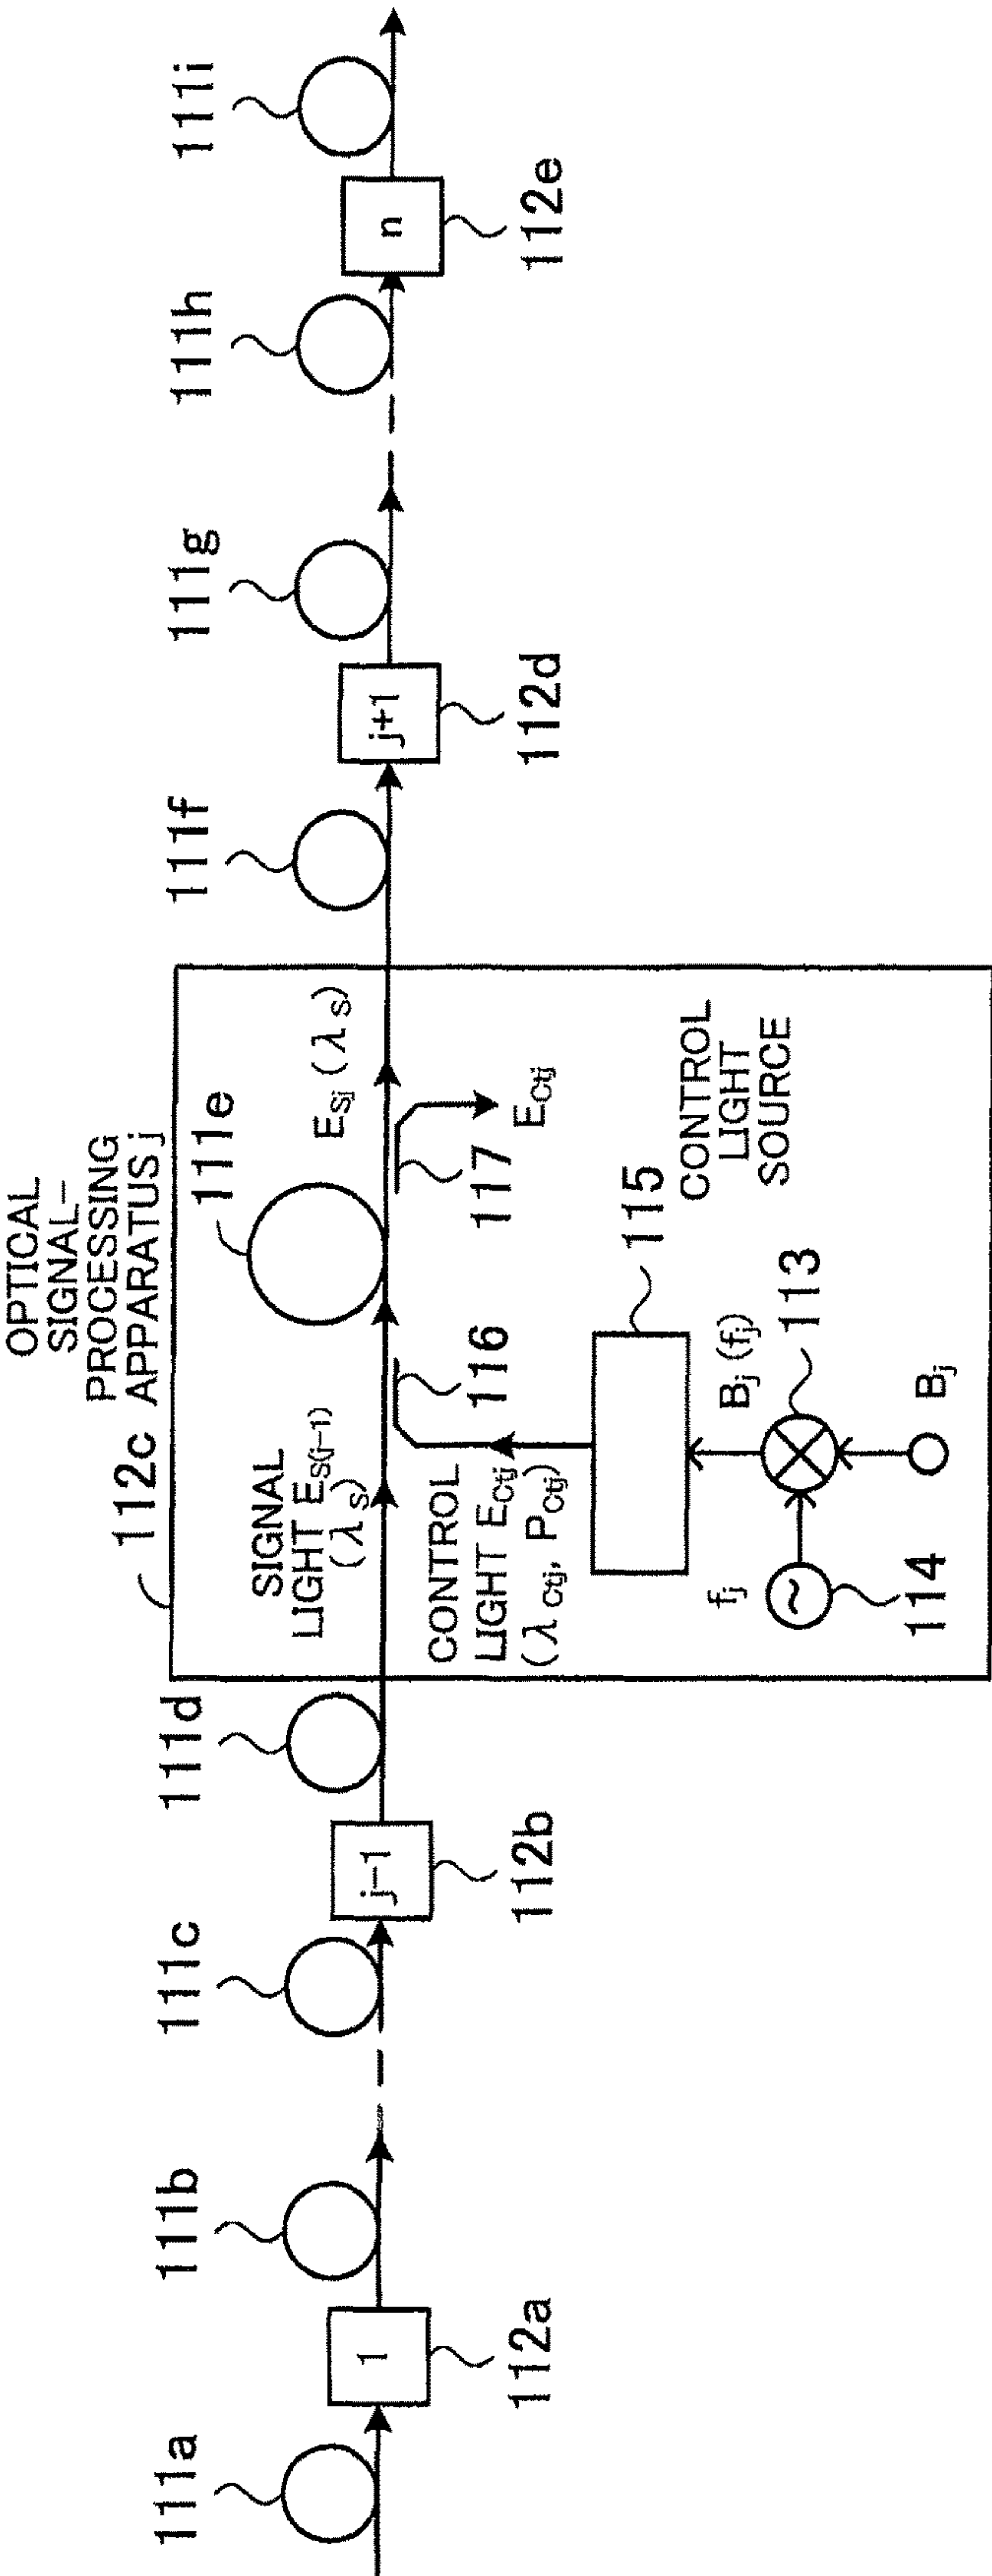 OPTICAL
SIGNAL-
PROCESSING
APPARATUS j
112c
111a
111b
111c
111d
111e
111f
111g
111h
111i
1
j-1
j+1
n
112a
112b
112d
112e
SIGNAL
LIGHT E_S(j-1)
(λ_S)
E_Sj (λ_S)
116
117
E_Ctj
CONTROL
LIGHT E_Ctj
(λ_Ctj, P_Ctj)
115
CONTROL
LIGHT
SOURCE
B_j (f_j)
113
f_j
~
114
B_j